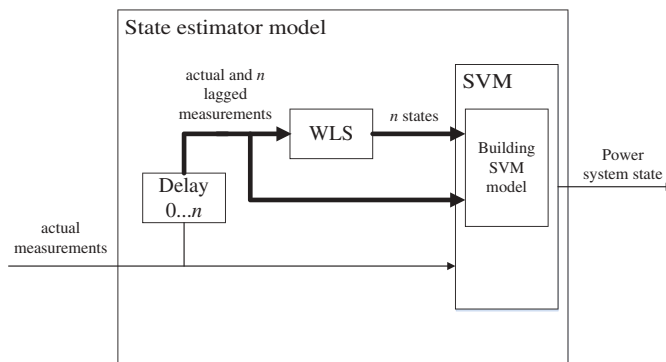 State estimator model
actual and n
lagged
measurements
SVM
WLS
n states
Building
SVM
model
Power
system state
Delay
0...n
actual
measurements